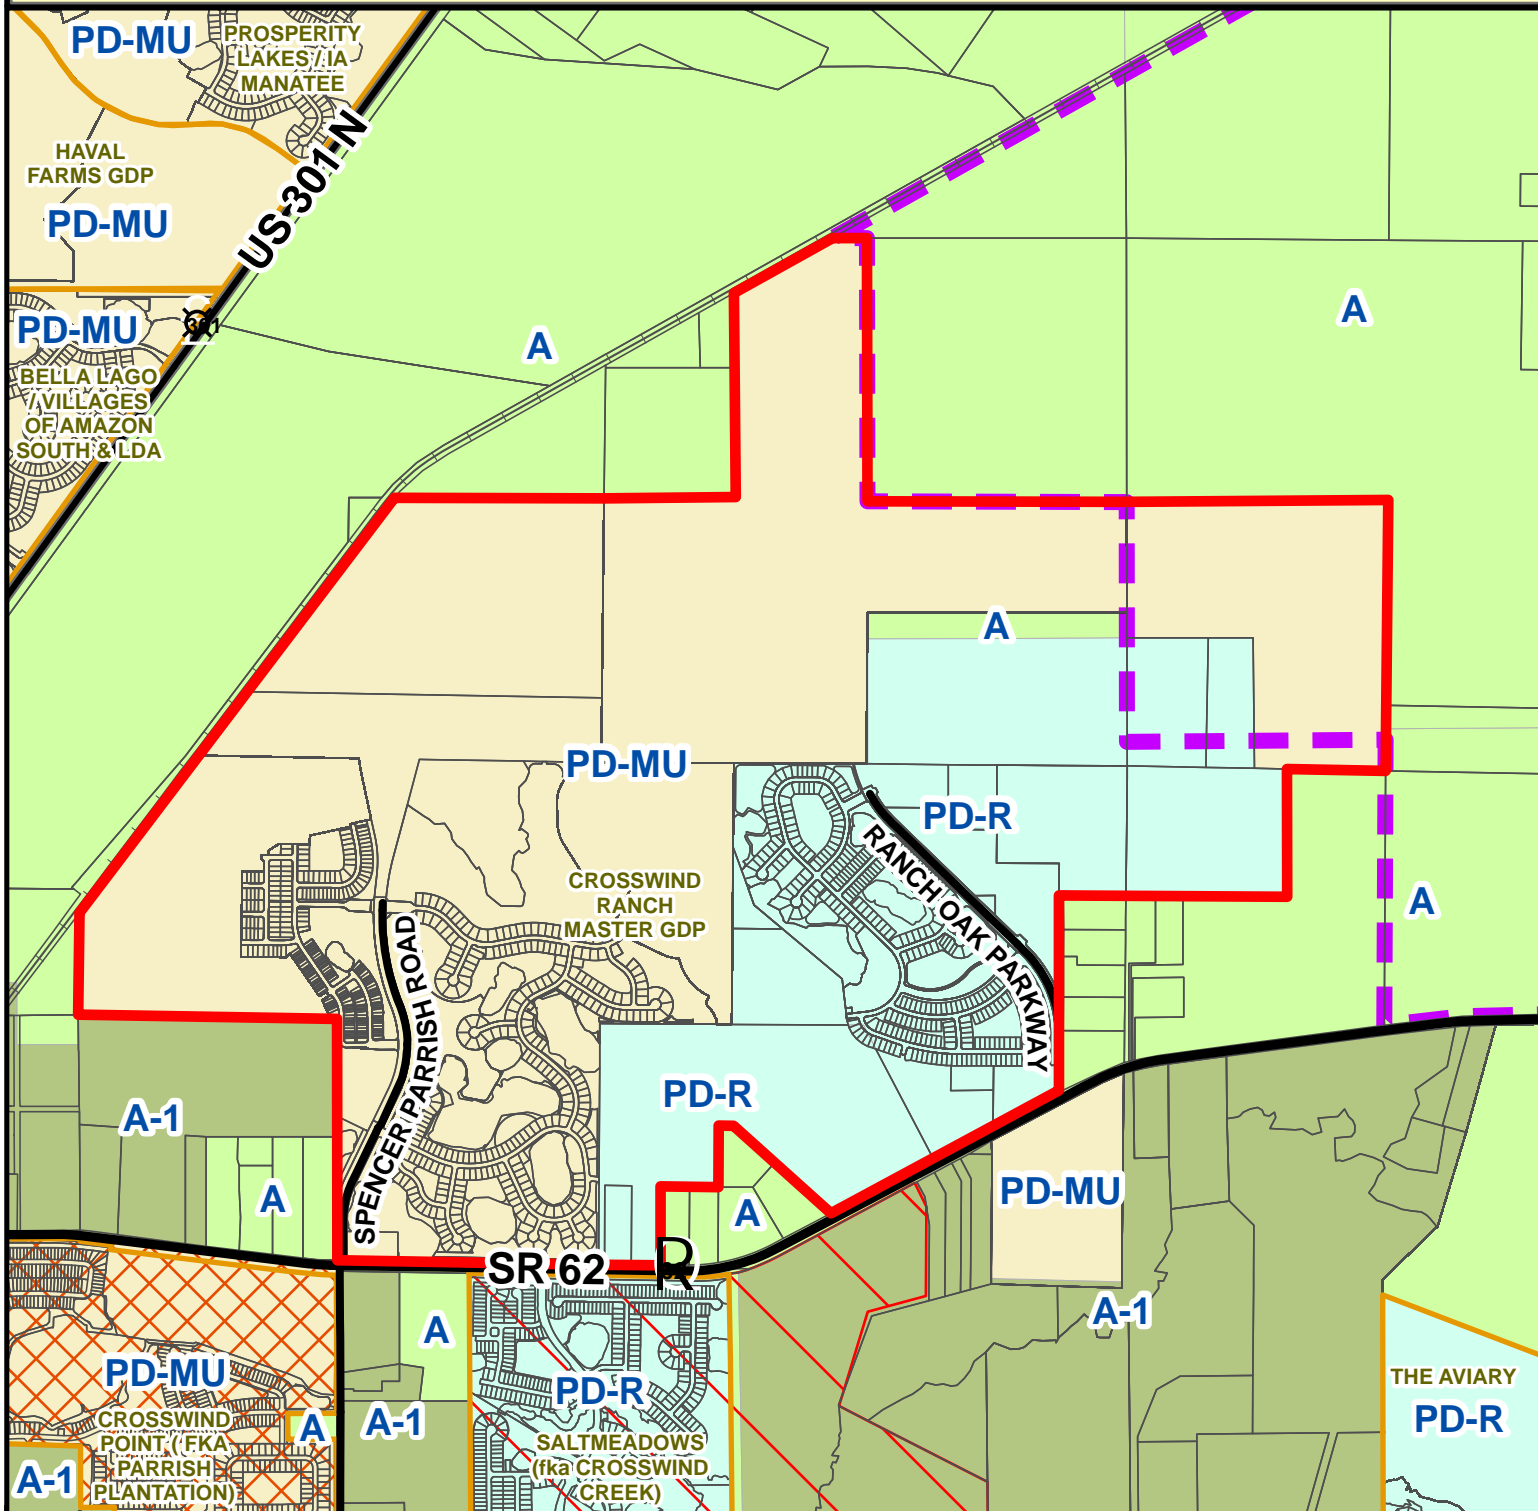 PD-MU
PROSPERITY
LAKES / IA
MANATEE
HAVAL
FARMS GDP
PD-MU
US-301-N
PD-MU
301
BELLA LAGO
/ VILLAGES
OF AMAZON
SOUTH & LDA
A
A
A
PD-MU
PD-R
RANCH OAK PARKWAY
CROSSWIND
RANCH
MASTER GDP
A
SPENCER PARRISH ROAD
PD-R
A-1
A
A
PD-MU
SR 62
R
A-1
A
PD-MU
PD-R
A-1
CROSSWIND
POINT ( FKA
PARRISH
PLANTATION)
A
A-1
SALTMEADOWS
(fka CROSSWIND
CREEK)
THE AVIARY
PD-R